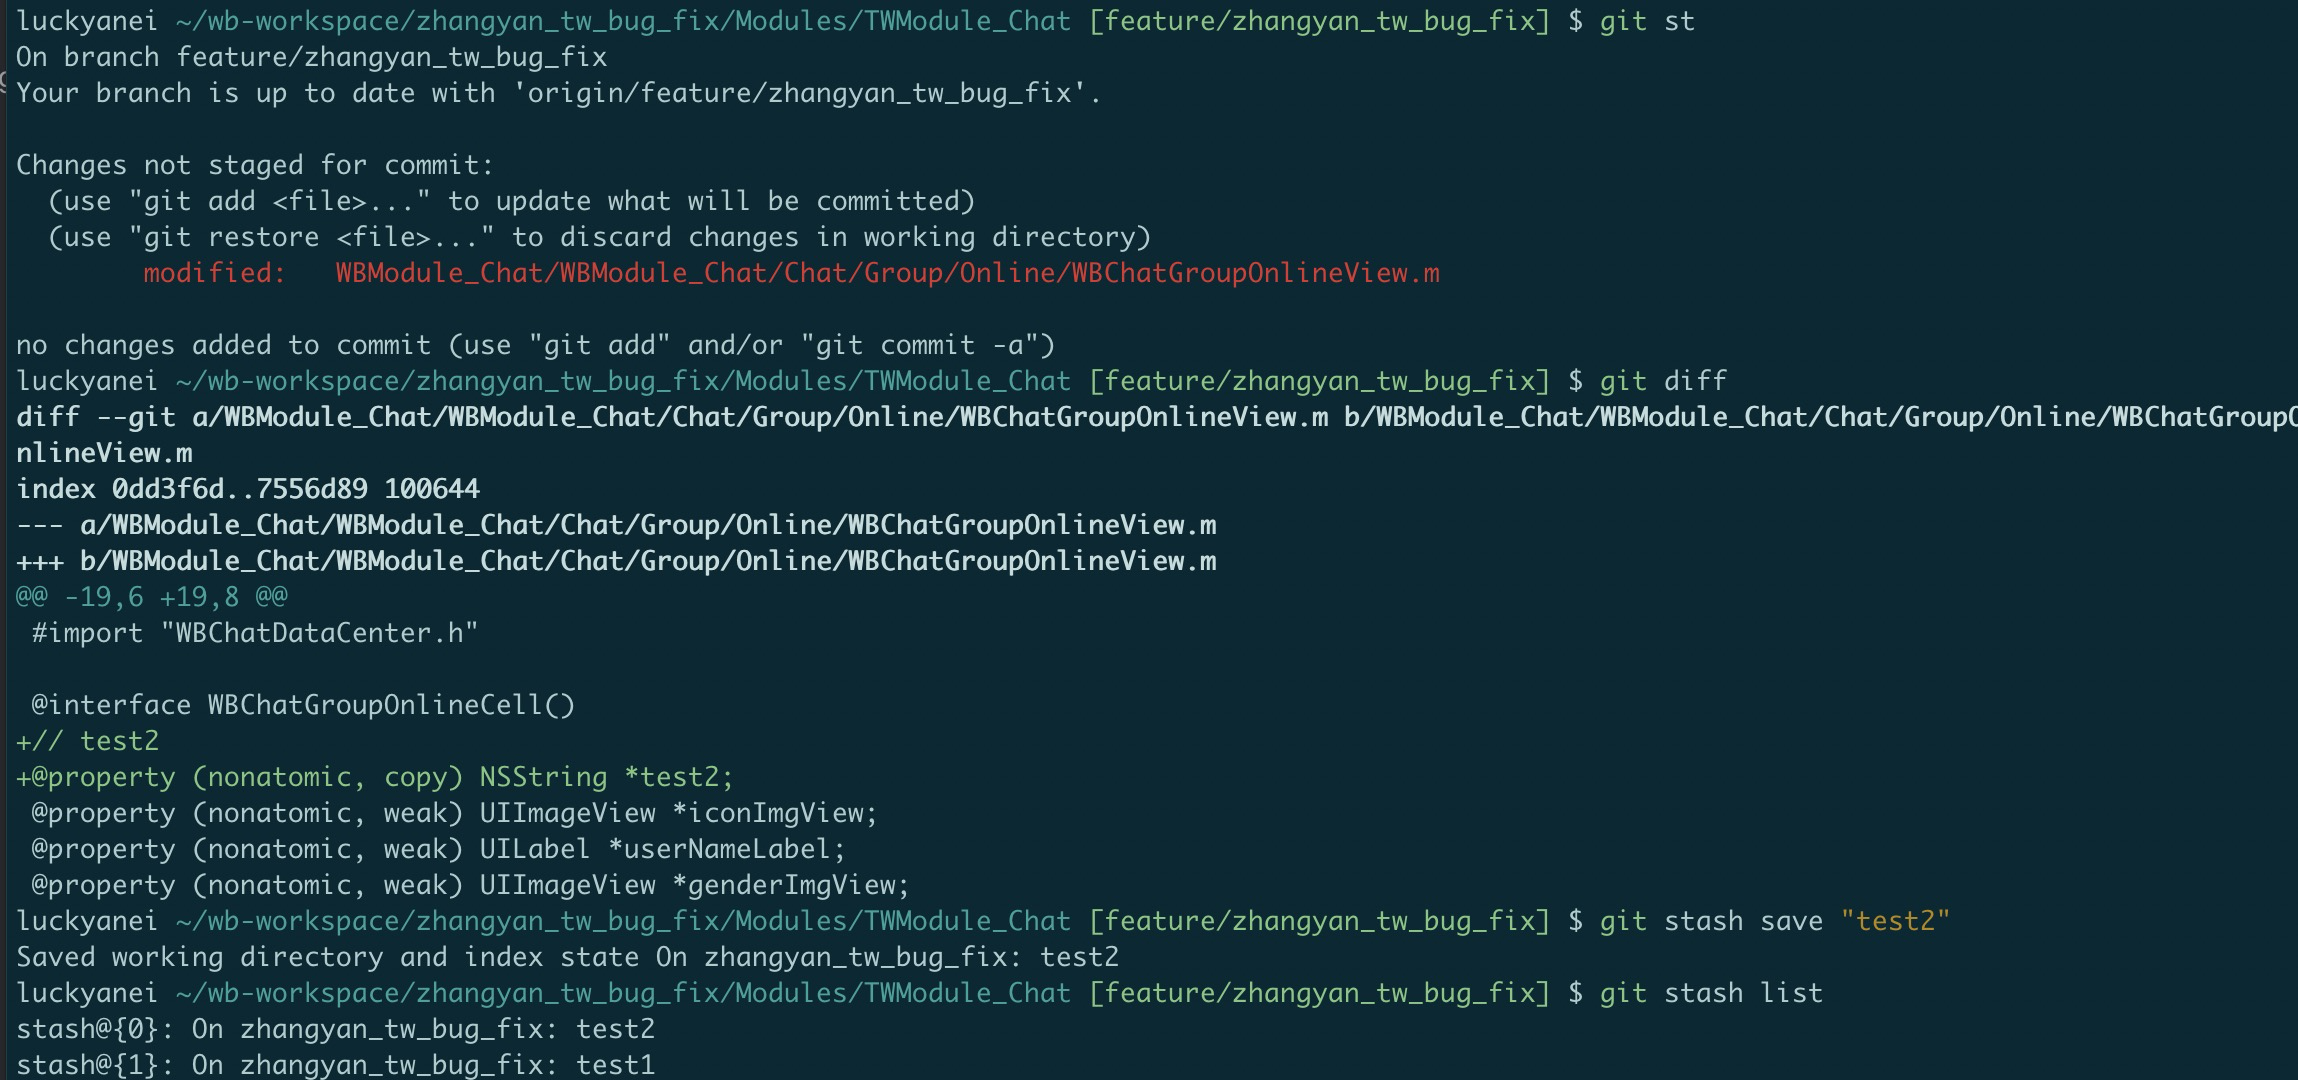 luckyanei ~/wb-workspace/zhangyan_tw_bug_fix/Modules/TWModule_Chat [feature/zhangyan_tw_bug_fix] $ git st
On branch feature/zhangyan_tw_bug_fix
Your branch is up to date with 'origin/feature/zhangyan_tw_bug_fix'.

Changes not staged for commit:
  (use "git add <file>..." to update what will be committed)
  (use "git restore <file>..." to discard changes in working directory)
        modified:   WBModule_Chat/WBModule_Chat/Chat/Group/Online/WBChatGroupOnlineView.m

no changes added to commit (use "git add" and/or "git commit -a")
luckyanei ~/wb-workspace/zhangyan_tw_bug_fix/Modules/TWModule_Chat [feature/zhangyan_tw_bug_fix] $ git diff
diff --git a/WBModule_Chat/WBModule_Chat/Chat/Group/Online/WBChatGroupOnlineView.m b/WBModule_Chat/WBModule_Chat/Chat/Group/Online/WBChatGroupO
nlineView.m
index 0dd3f6d..7556d89 100644
--- a/WBModule_Chat/WBModule_Chat/Chat/Group/Online/WBChatGroupOnlineView.m
+++ b/WBModule_Chat/WBModule_Chat/Chat/Group/Online/WBChatGroupOnlineView.m
@@ -19,6 +19,8 @@
 #import "WBChatDataCenter.h"

 @interface WBChatGroupOnlineCell()
+// test2
+@property (nonatomic, copy) NSString *test2;
 @property (nonatomic, weak) UIImageView *iconImgView;
 @property (nonatomic, weak) UILabel *userNameLabel;
 @property (nonatomic, weak) UIImageView *genderImgView;
luckyanei ~/wb-workspace/zhangyan_tw_bug_fix/Modules/TWModule_Chat [feature/zhangyan_tw_bug_fix] $ git stash save "test2"
Saved working directory and index state On zhangyan_tw_bug_fix: test2
luckyanei ~/wb-workspace/zhangyan_tw_bug_fix/Modules/TWModule_Chat [feature/zhangyan_tw_bug_fix] $ git stash list
stash@{0}: On zhangyan_tw_bug_fix: test2
stash@{1}: On zhangyan_tw_bug_fix: test1